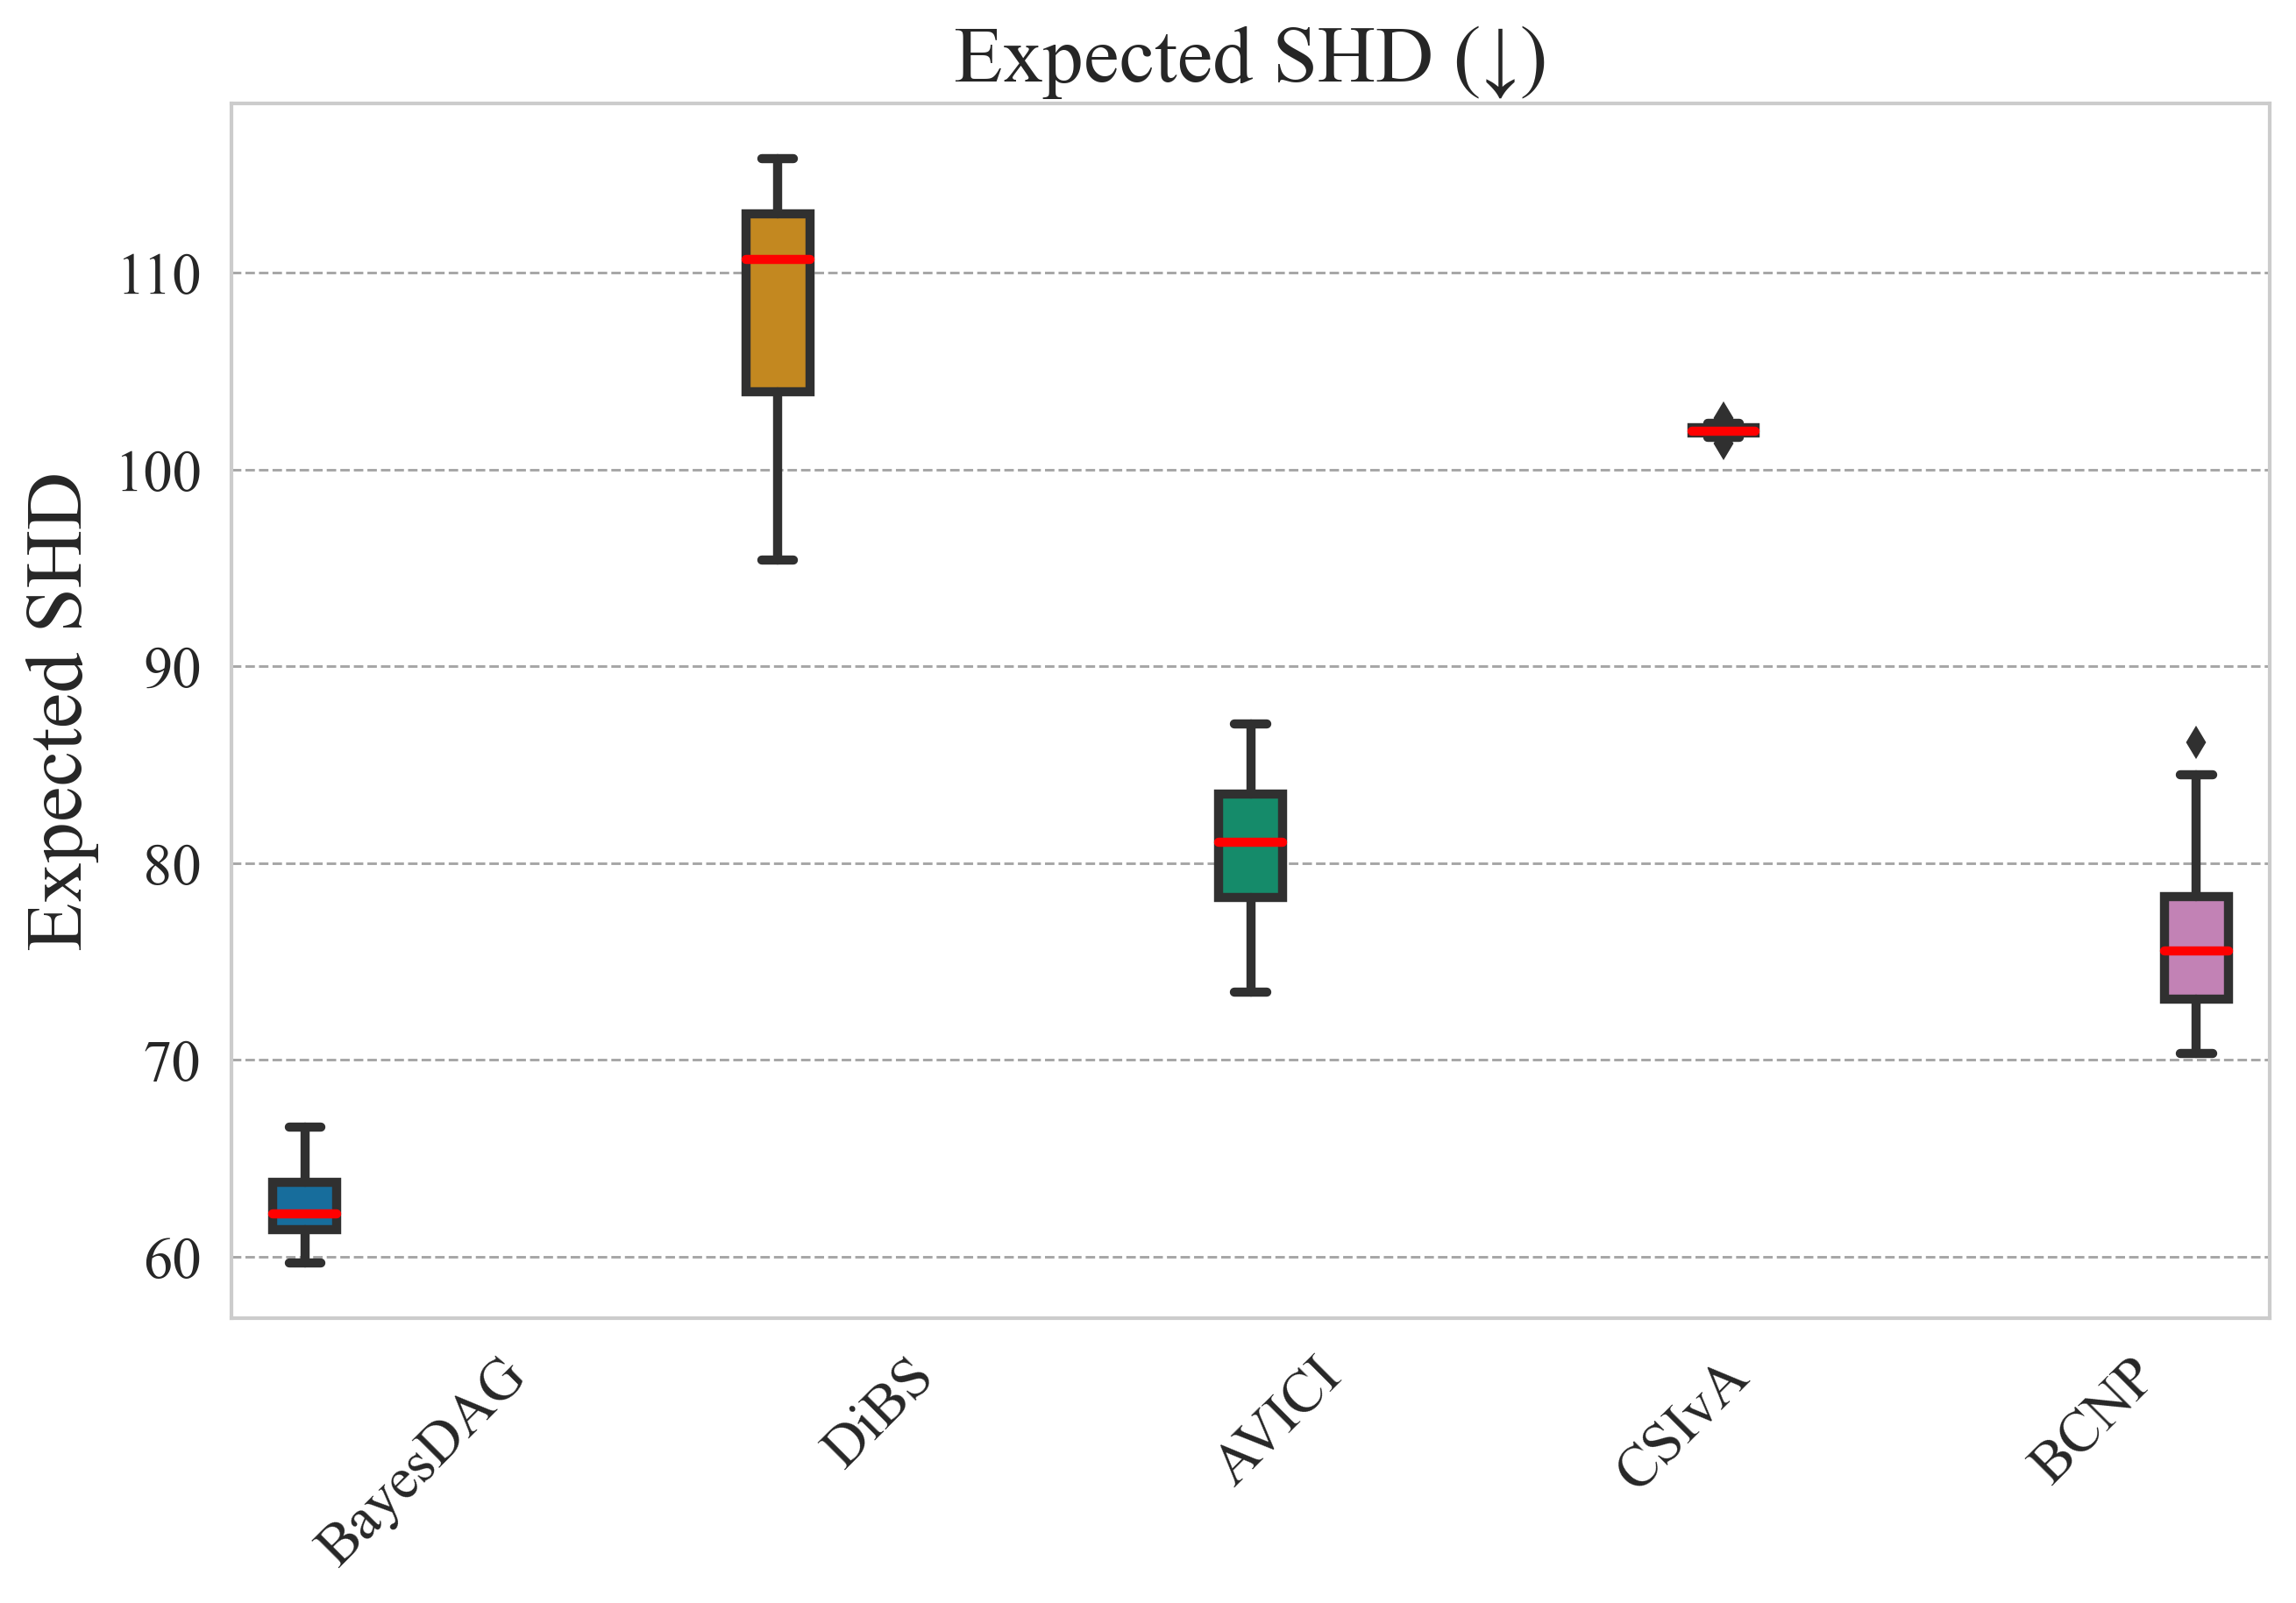 Expected SHD (↓)
Expected SHD
110
100
90
80
70
60
BayesDAG
DiBS
AVICI
CSIvA
BCNP